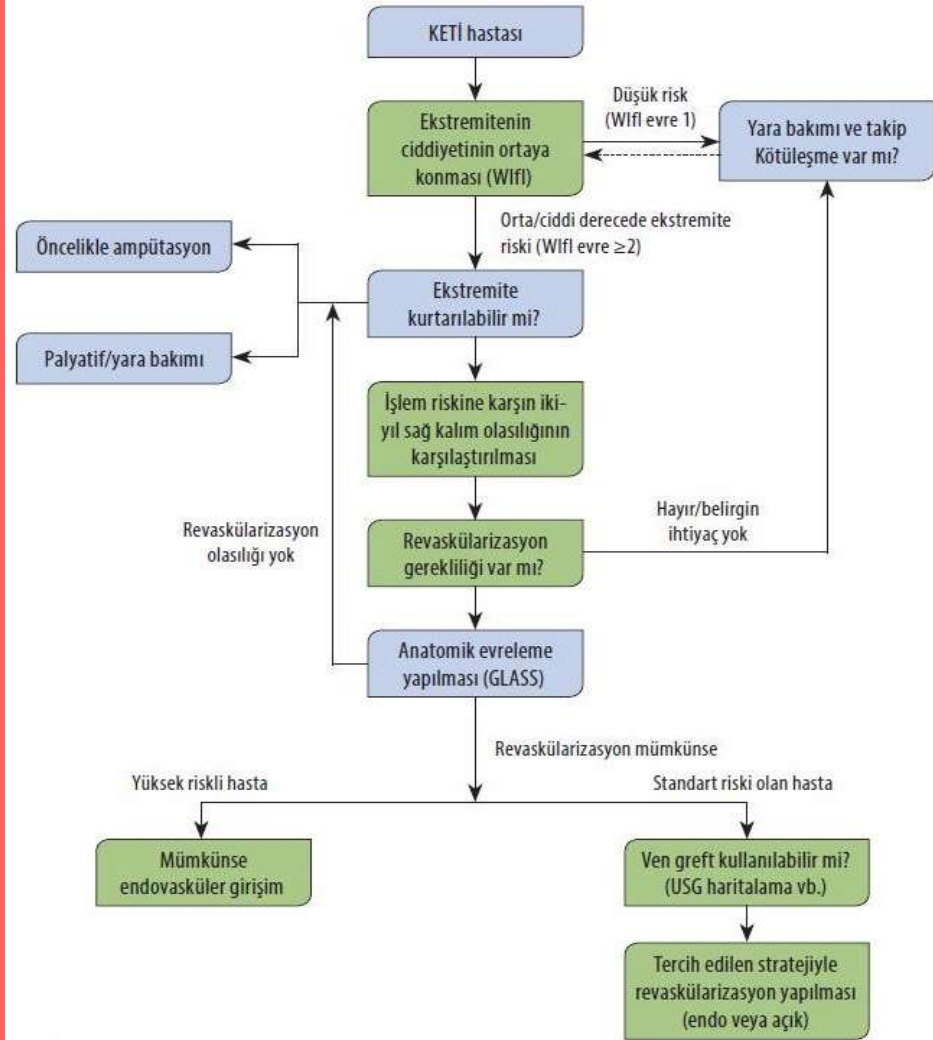 KETİ hastası
Düşük risk
(WIfI evre 1)
Ekstremitenin
ciddiyetinin ortaya
konması (WIfI)
Yara bakımı ve takip
Kötüleşme var mı?
Orta/ciddi derecede ekstremite
riski (WIfI evre ≥2)
Öncelikle ampütasyon
Ekstremite
kurtarılabilir mi?
Palyatif/yara bakımı
İşlem riskine karşın iki-
yıl sağ kalım olasılığının
karşılaştırılması
Revaskülarizasyon
olasılığı yok
Hayır/belirgin
ihtiyaç yok
Revaskülarizasyon
gerekliliği var mı?
Anatomik evreleme
yapılması (GLASS)
Revaskülarizasyon mümkünse
Yüksek riskli hasta
Standart riski olan hasta
Mümkünse
endovasküler girişim
Ven greft kullanılabilir mi?
(USG haritalama vb.)
Tercih edilen stratejiyle
revaskülarizasyon yapılması
(endo veya açık)